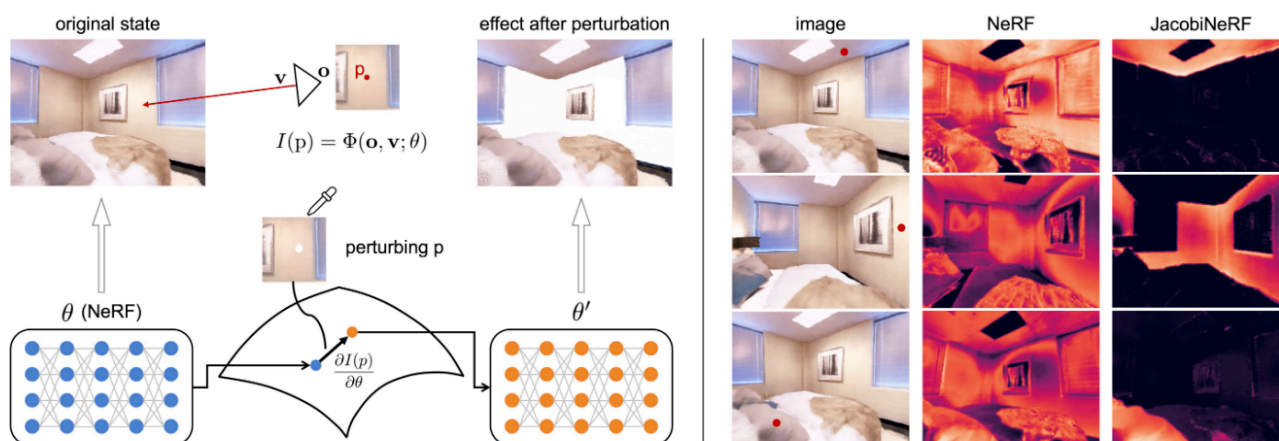 original state
effect after perturbation
v
o
p
I(p) = Φ(o, v; θ)
perturbing p
θ (NeRF)
θ′
∂I(p)
∂θ
image
NeRF
JacobiNeRF